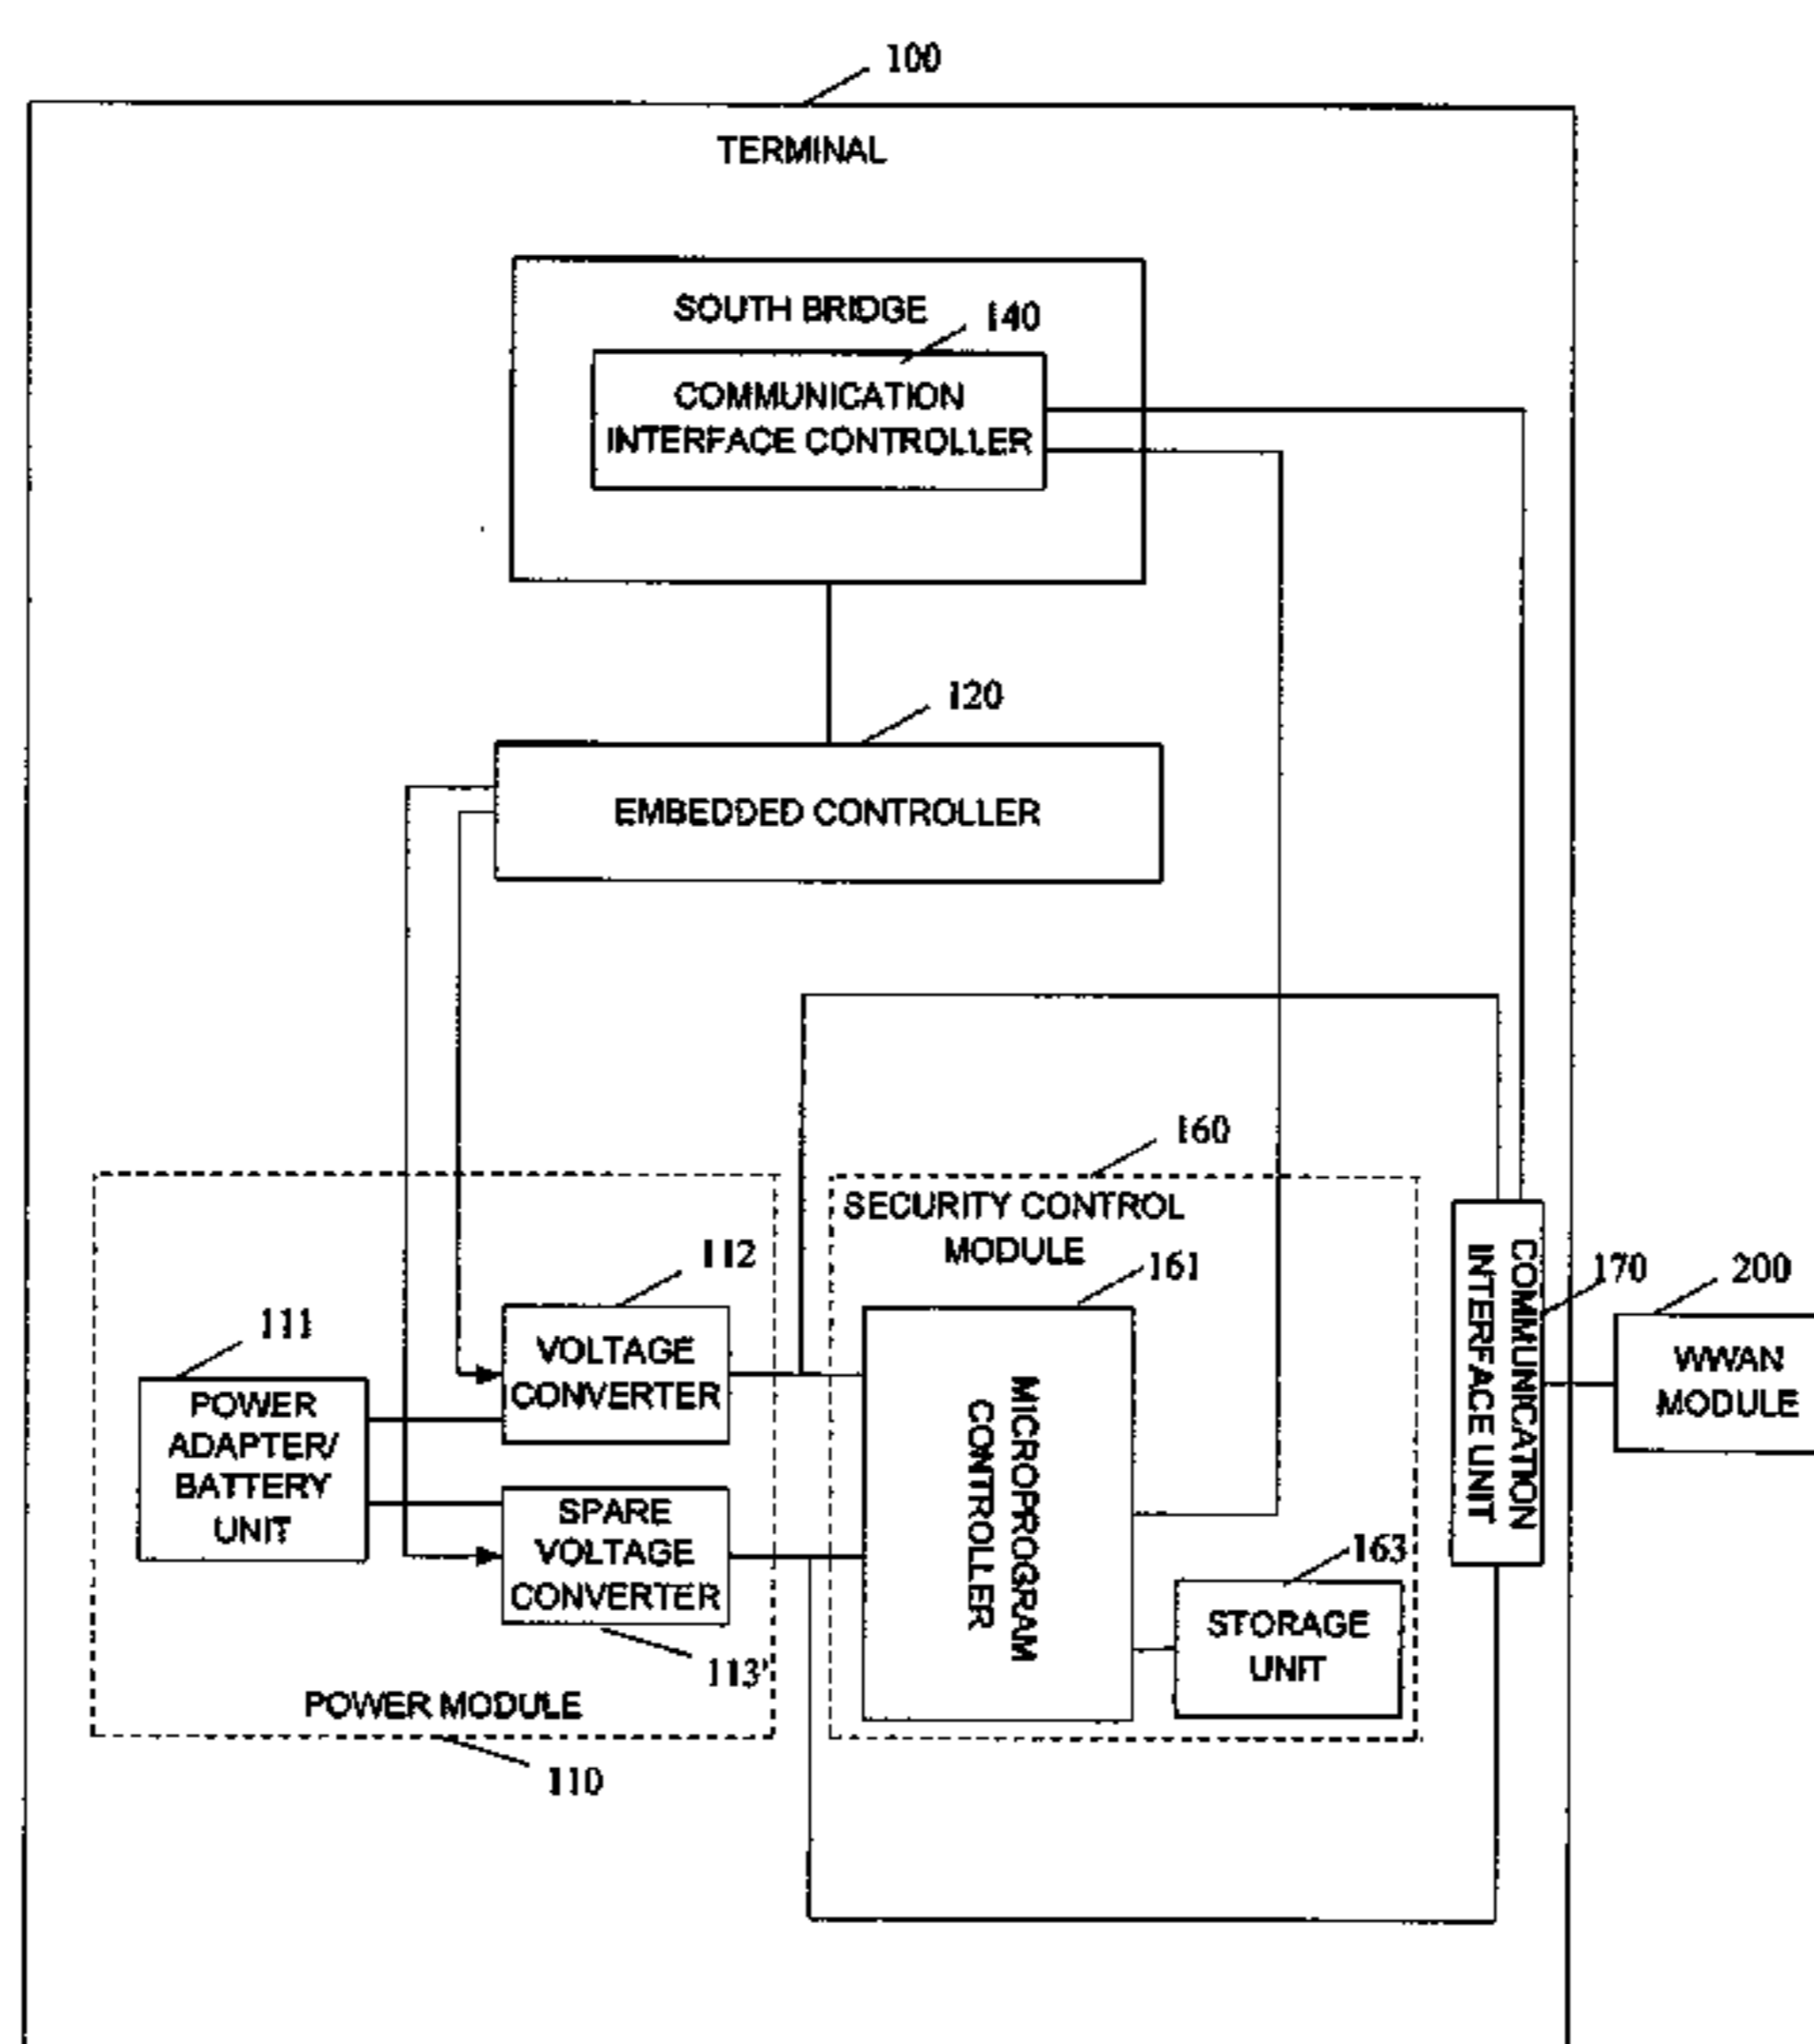 100
TERMINAL
SOUTH BRIDGE
140
COMMUNICATION
INTERFACE CONTROLLER
120
EMBEDDED CONTROLLER
160
SECURITY CONTROL
MODULE
112
161
170
200
111
VOLTAGE
CONVERTER
COMMUNICATION
INTERFACE UNIT
WWAN
MODULE
POWER
ADAPTER/
BATTERY
UNIT
MICROPROGRAM
CONTROLLER
SPARE
VOLTAGE
CONVERTER
163
STORAGE
UNIT
113'
POWER MODULE
110